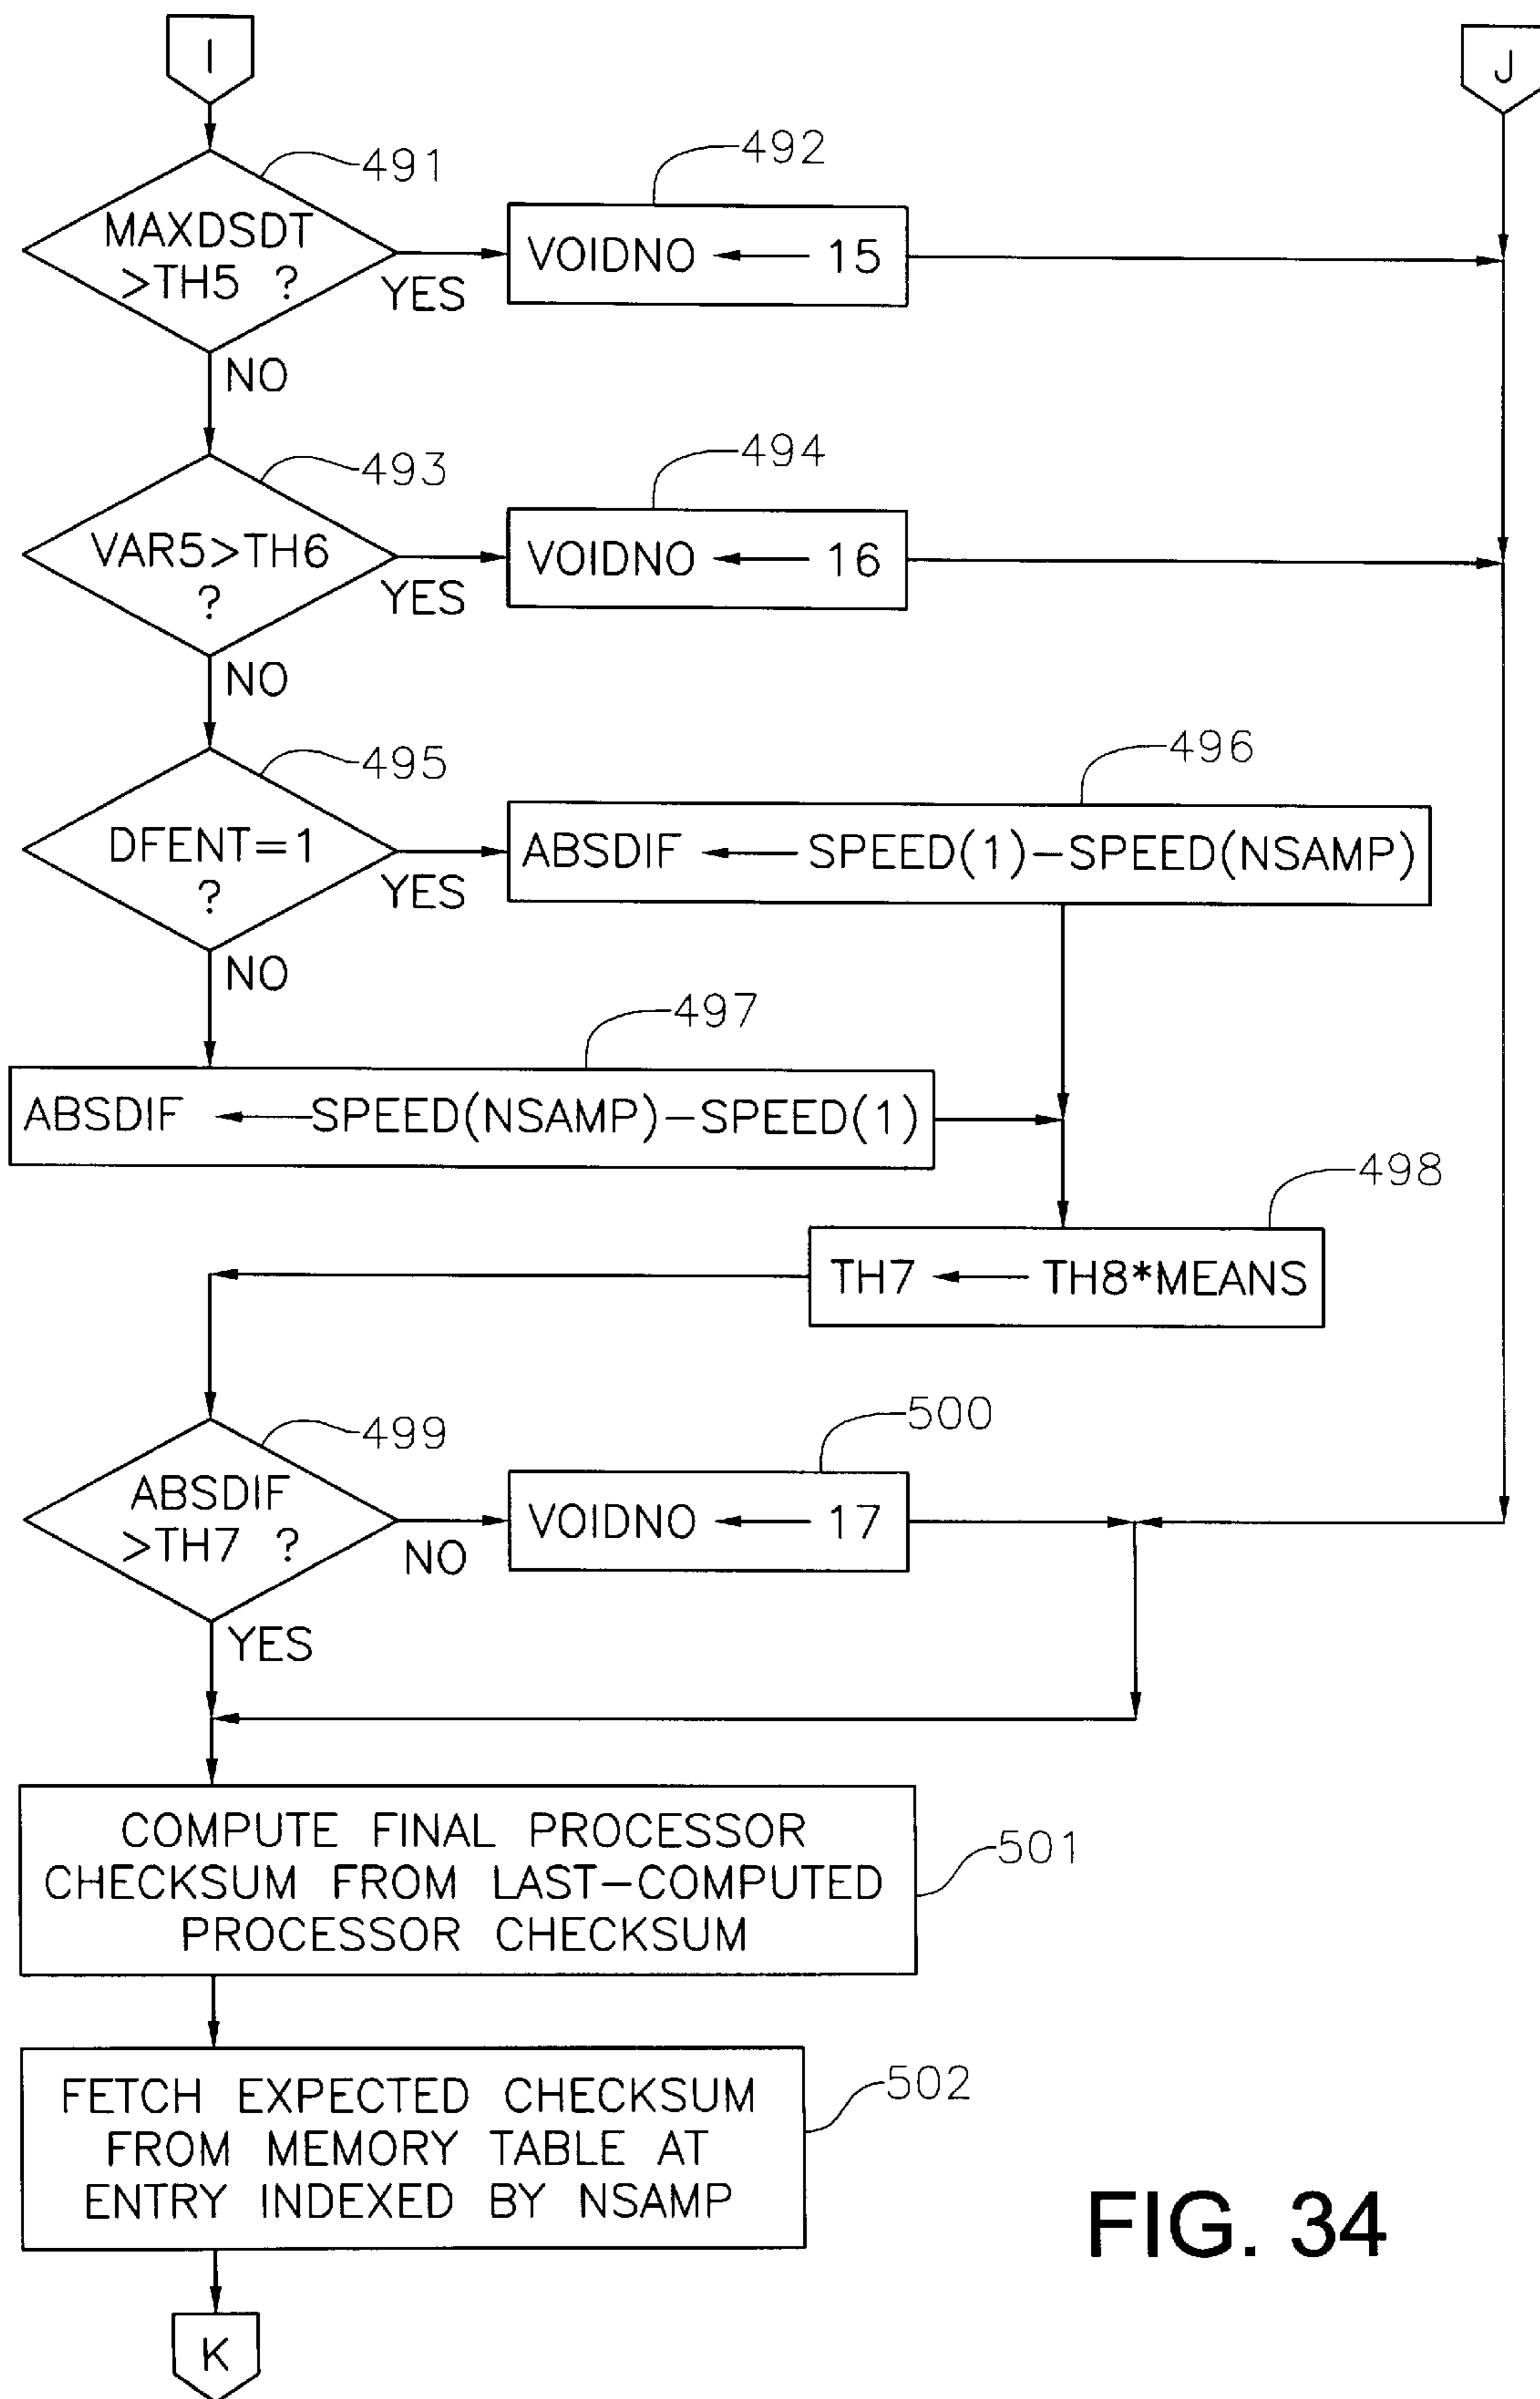 I
J
491
MAXDSDT
>TH5 ?
YES
NO
492
VOIDNO ← 15
493
VAR5>TH6
?
YES
NO
494
VOIDNO ← 16
495
DFENT=1
?
YES
NO
496
ABSDIF ← SPEED(1)−SPEED(NSAMP)
497
ABSDIF ← SPEED(NSAMP)−SPEED(1)
498
TH7 ← TH8*MEANS
499
ABSDIF
>TH7 ?
NO
YES
500
VOIDNO ← 17
COMPUTE FINAL PROCESSOR
CHECKSUM FROM LAST−COMPUTED
PROCESSOR CHECKSUM
501
FETCH EXPECTED CHECKSUM
FROM MEMORY TABLE AT
ENTRY INDEXED BY NSAMP
502
K
FIG. 34